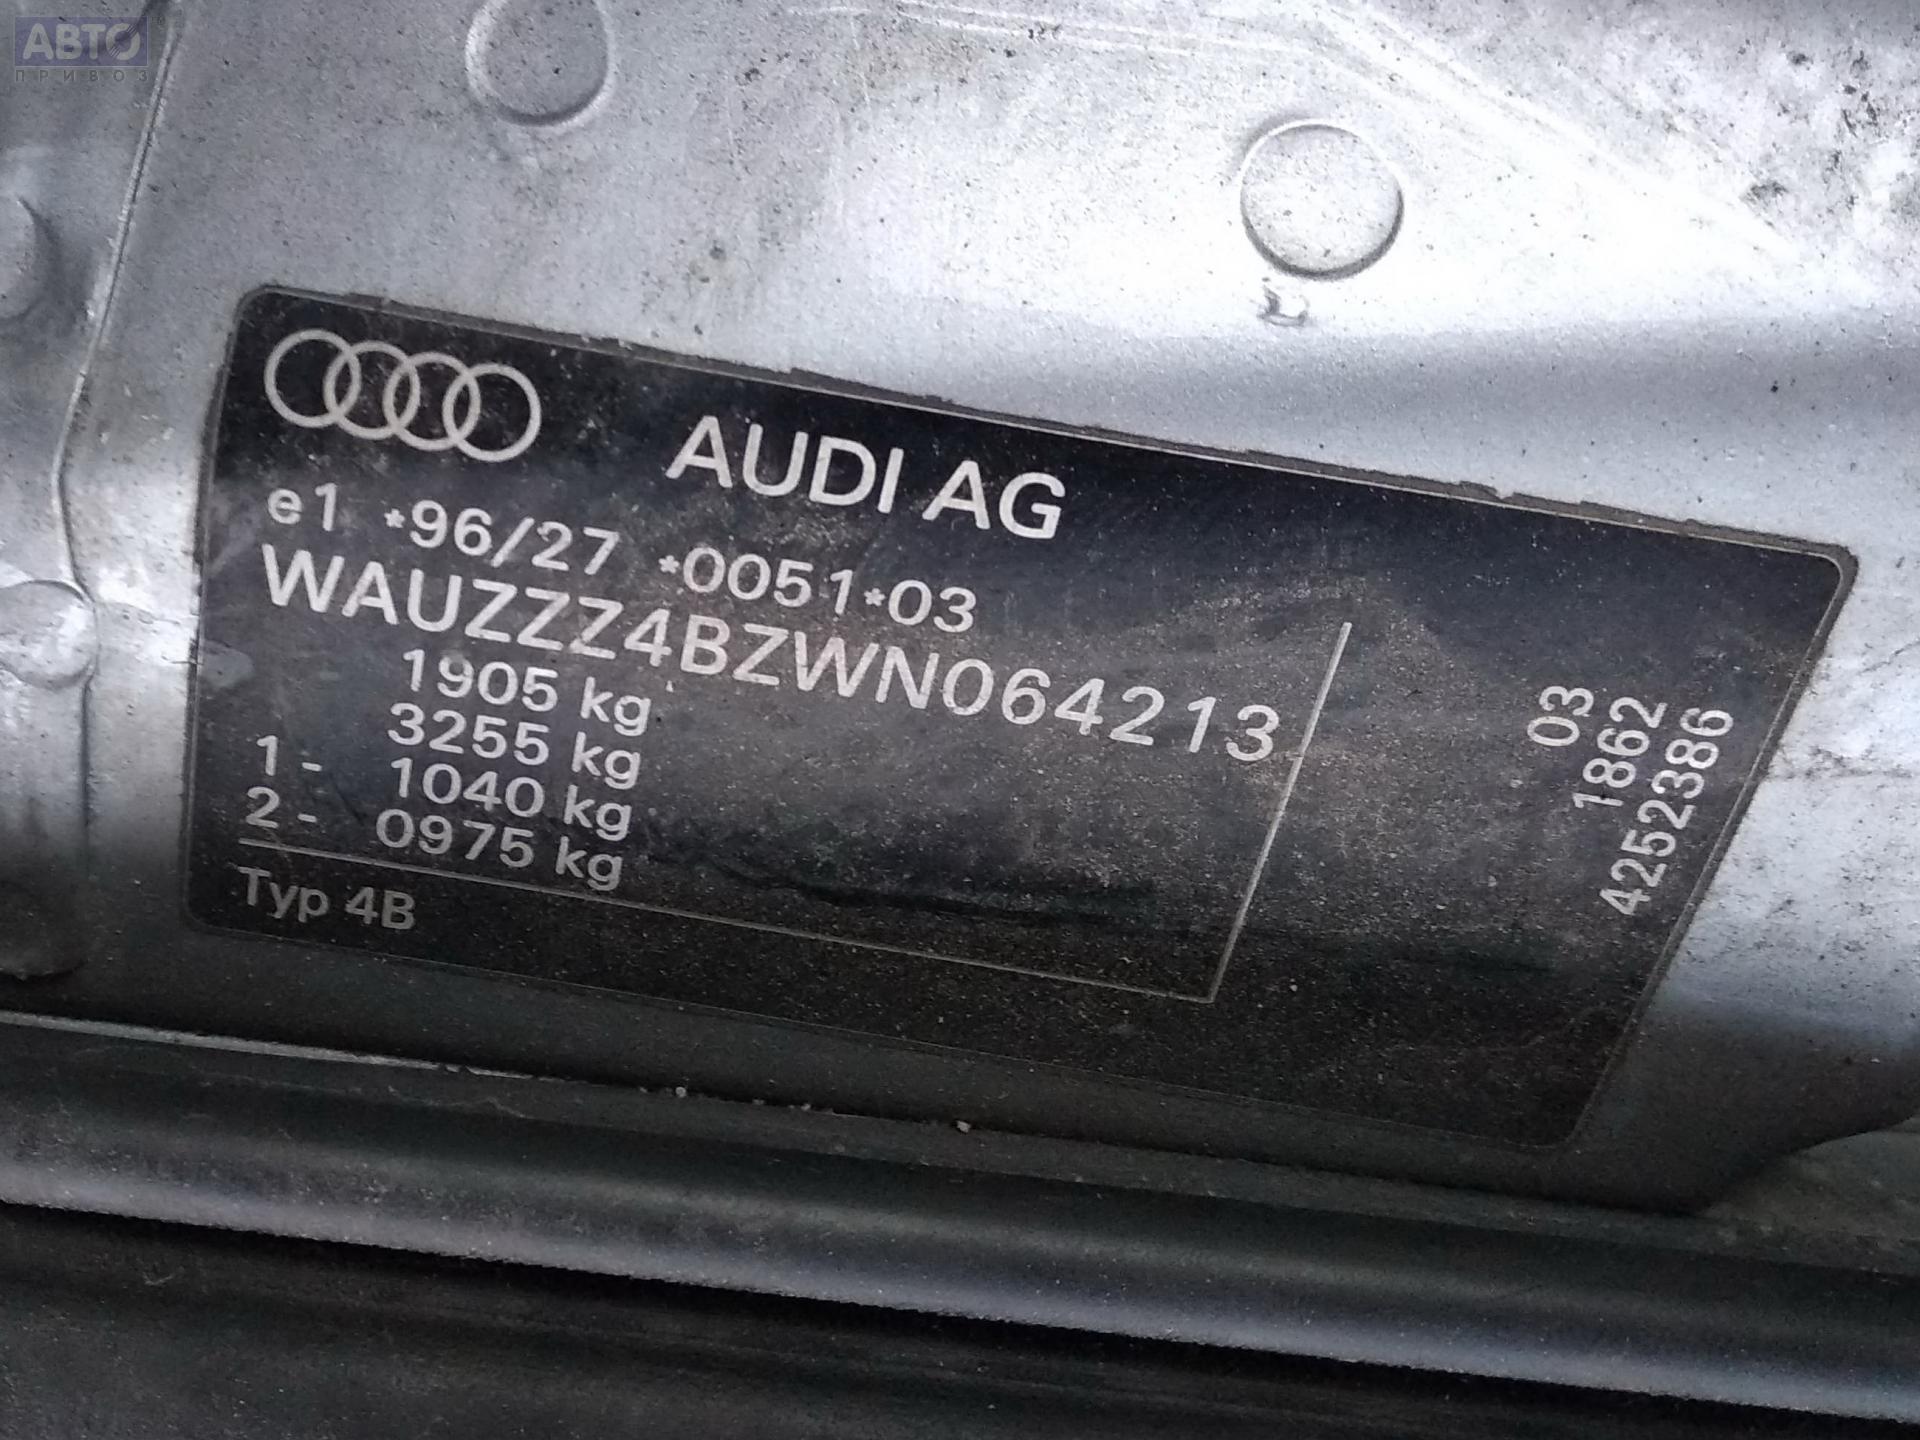 АВТО
ПРИВОЗ
AUDI AG
e1 *96/27 *0051*03
WAUZZZ4BZWN064213
1905 kg
3255 kg
1 - 1040 kg
2 - 0975 kg
Typ 4B
03
1862
42523386